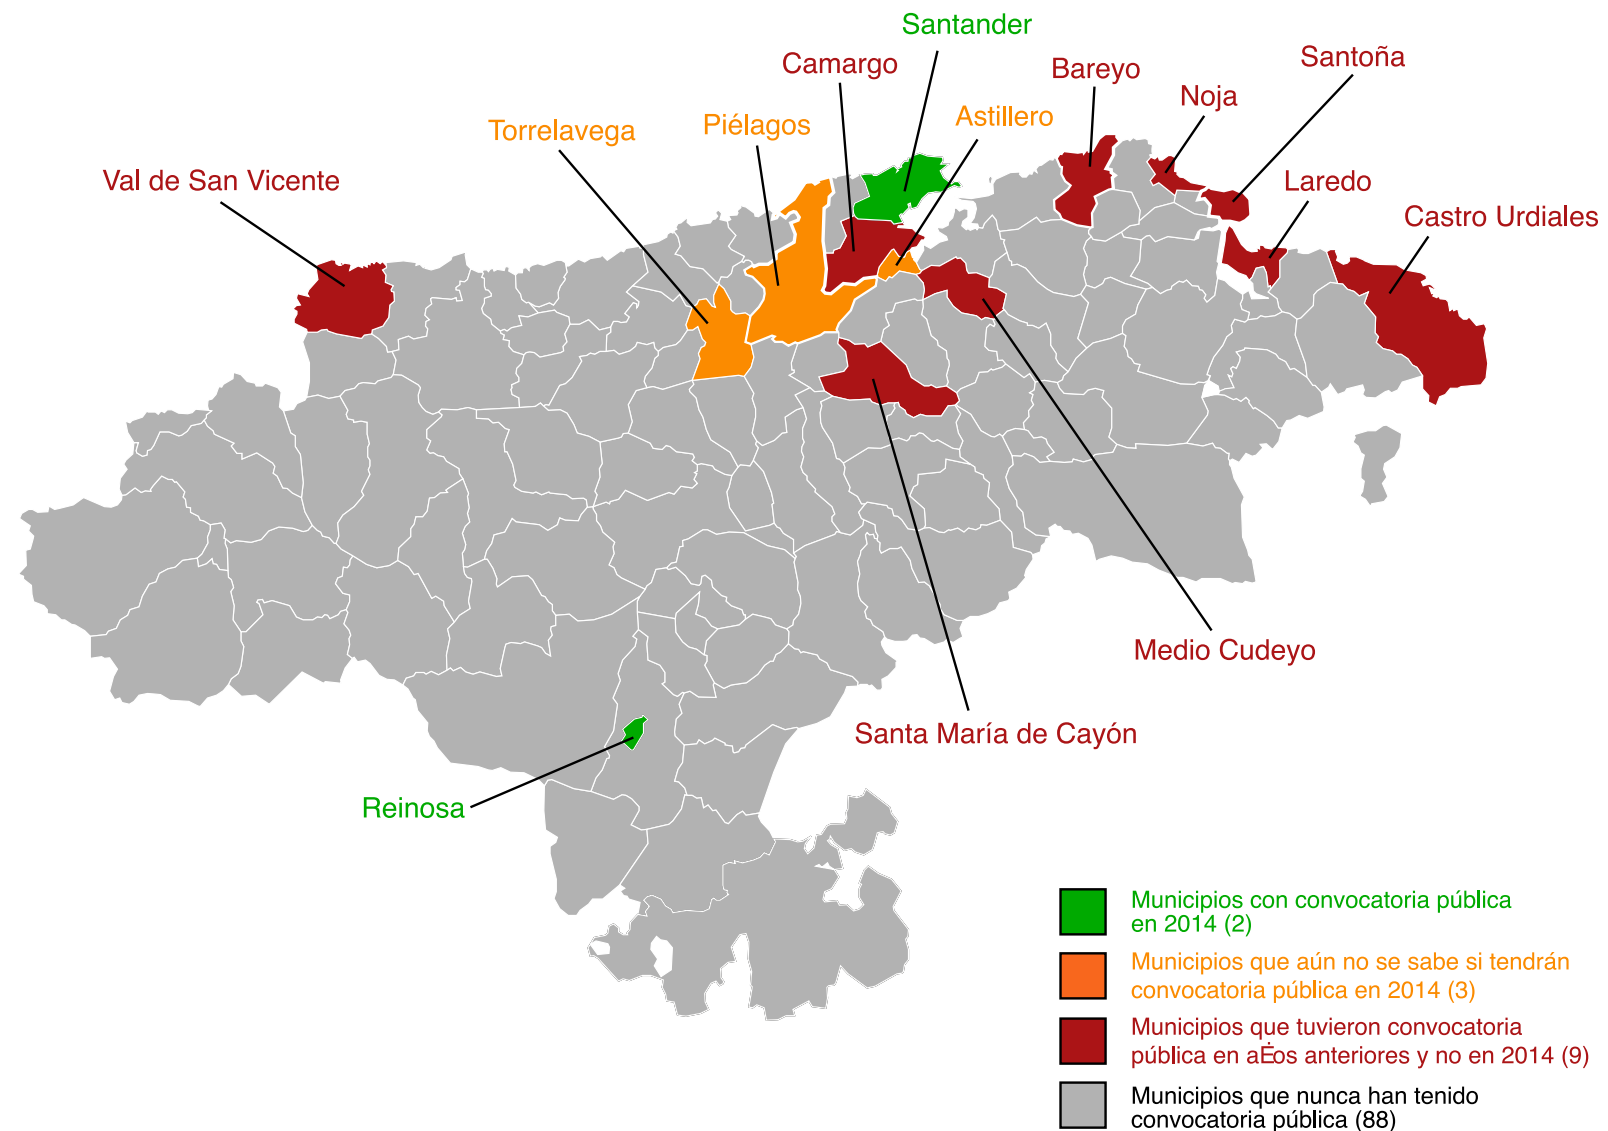 Santander
Camargo
Bareyo
Santoña
Noja
Astillero
Piélagos
Torrelavega
Val de San Vicente
Laredo
Castro Urdiales
Medio Cudeyo
Santa María de Cayón
Reinosa
Municipios con convocatoria pública
en 2014 (2)
Municipios que aún no se sabe si tendrán
convocatoria pública en 2014 (3)
Municipios que tuvieron convocatoria
pública en aĖos anteriores y no en 2014 (9)
Municipios que nunca han tenido
convocatoria pública (88)